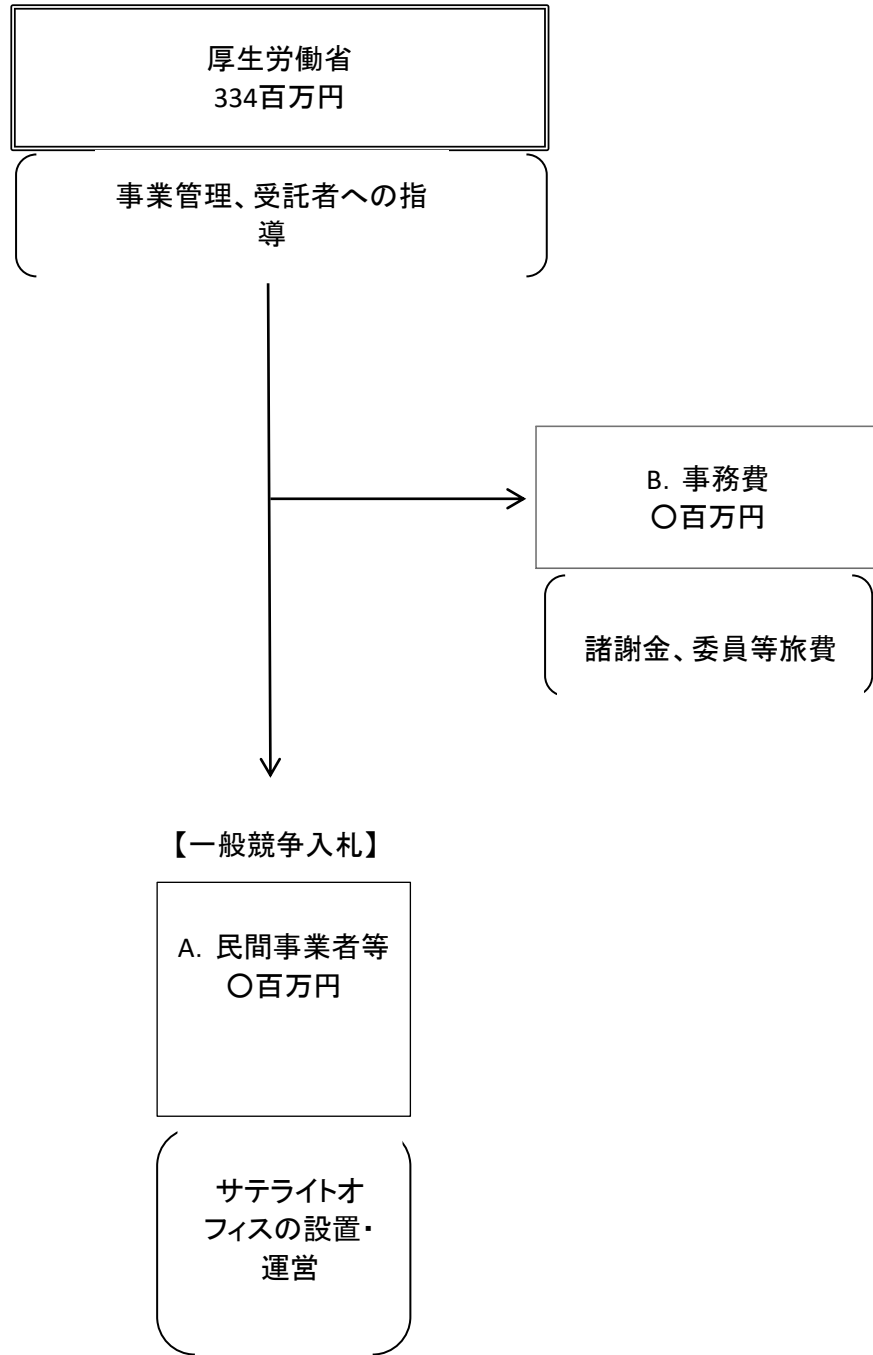 厚生労働省
334百万円
事業管理、受託者への指
導
B. 事務費
〇百万円
諸謝金、委員等旅費
【一般競争入札】
A. 民間事業者等
〇百万円
サテライトオ
フィスの設置・
運営